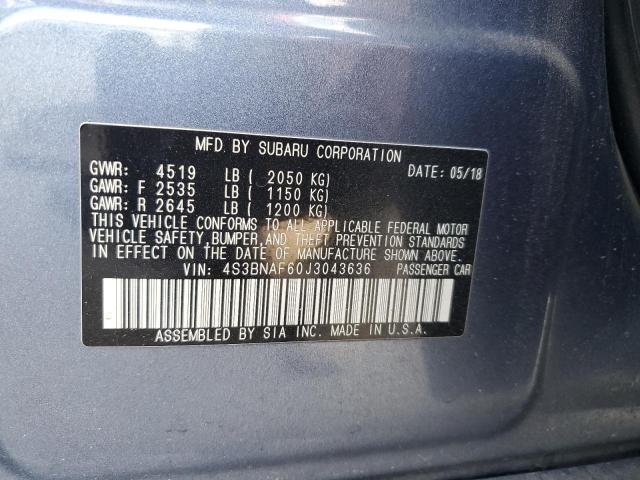 MFD. BY SUBARU CORPORATION
GVWR: 4519 LB ( 2050 KG) DATE: 05/18
GAWR: F 2535 LB ( 1150 KG)
GAWR: R 2645 LB ( 1200 KG)
THIS VEHICLE CONFORMS TO ALL APPLICABLE FEDERAL MOTOR
VEHICLE SAFETY,BUMPER,AND THEFT PREVENTION STANDARDS
IN EFFECT ON THE DATE OF MANUFACTURE SHOWN ABOVE.
VIN: 4S3BNAF60J3043636 PASSENGER CAR
ASSEMBLED BY SIA INC. MADE IN U.S.A.